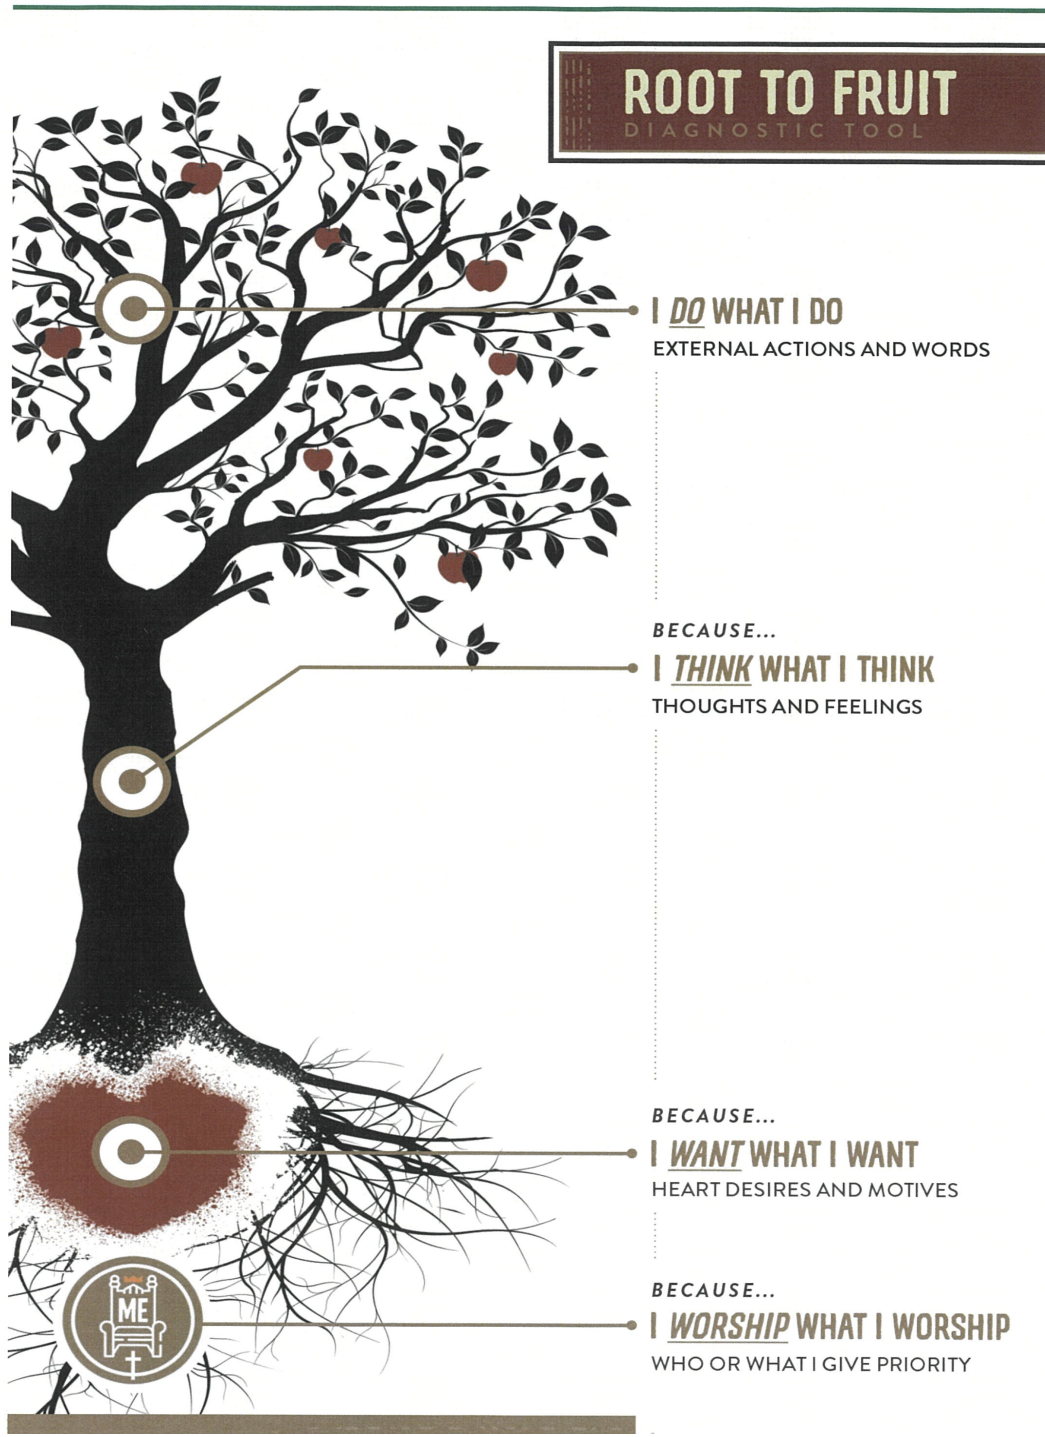 ROOT TO FRUIT
DIAGNOSTIC TOOL
I DO WHAT I DO
EXTERNAL ACTIONS AND WORDS
BECAUSE...
I THINK WHAT I THINK
THOUGHTS AND FEELINGS
BECAUSE...
I WANT WHAT I WANT
HEART DESIRES AND MOTIVES
BECAUSE...
ME
I WORSHIP WHAT I WORSHIP
WHO OR WHAT I GIVE PRIORITY